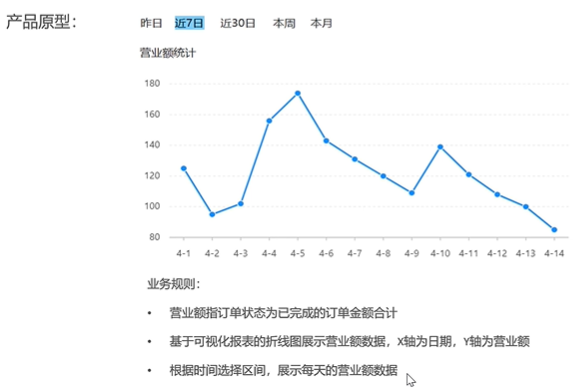 产品原型：
昨日 近7日 近30日 本周 本月
营业额统计
180
160
140
120
100
80
4-1 4-2 4-3 4-4 4-5 4-6 4-7 4-8 4-9 4-10 4-11 4-12 4-13 4-14
业务规则：
• 营业额指订单状态为已完成的订单金额合计
• 基于可视化报表的折线图展示营业额数据，X轴为日期，Y轴为营业额
• 根据时间选择区间，展示每天的营业额数据